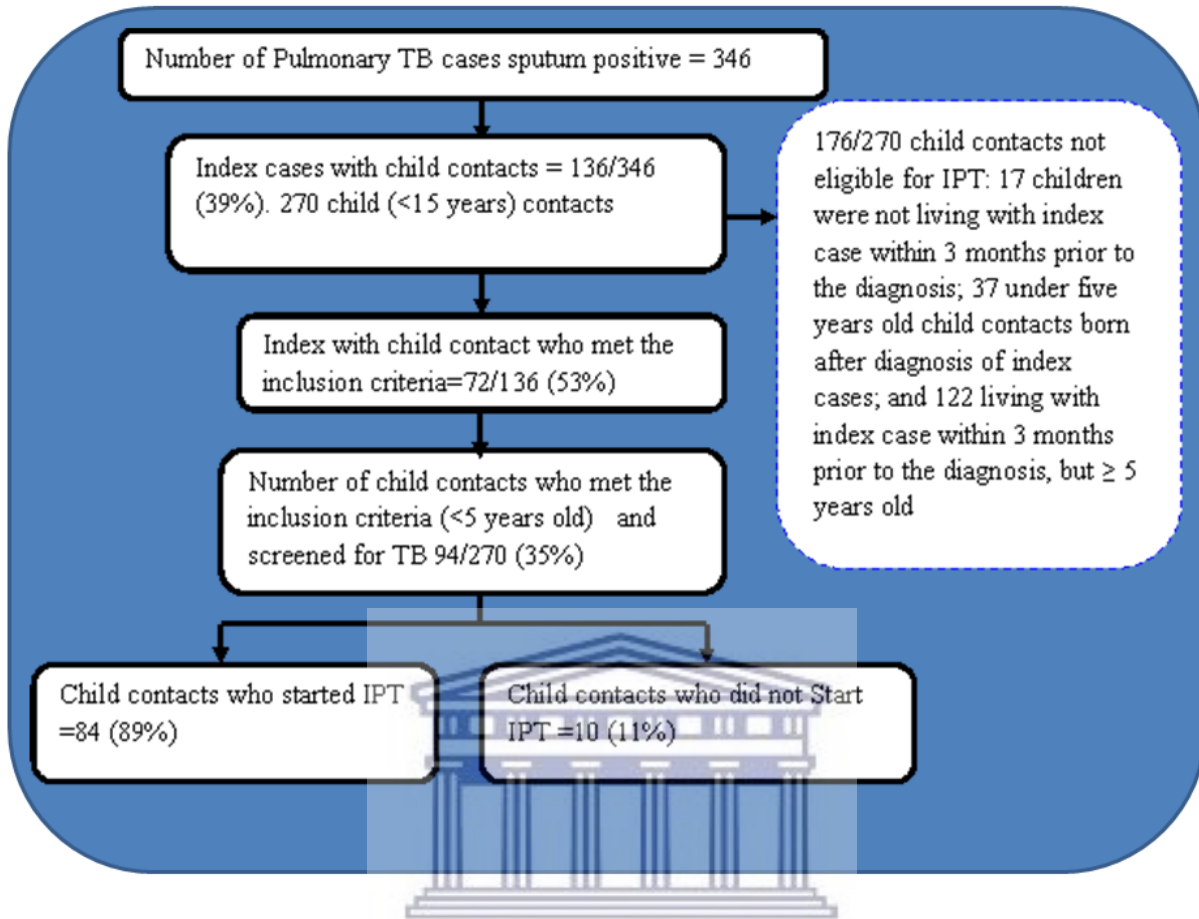 Number of Pulmonary TB cases sputum positive = 346
Index cases with child contacts = 136/346
(39%). 270 child (<15 years) contacts
176/270 child contacts not
eligible for IPT: 17 children
were not living with index
case within 3 months prior to
the diagnosis; 37 under five
years old child contacts born
after diagnosis of index
cases; and 122 living with
index case within 3 months
prior to the diagnosis, but ≥ 5
years old
Index with child contact who met the
inclusion criteria=72/136 (53%)
Number of child contacts who met the
inclusion criteria (<5 years old) and
screened for TB 94/270 (35%)
Child contacts who started IPT
=84 (89%)
Child contacts who did not Start
IPT =10 (11%)